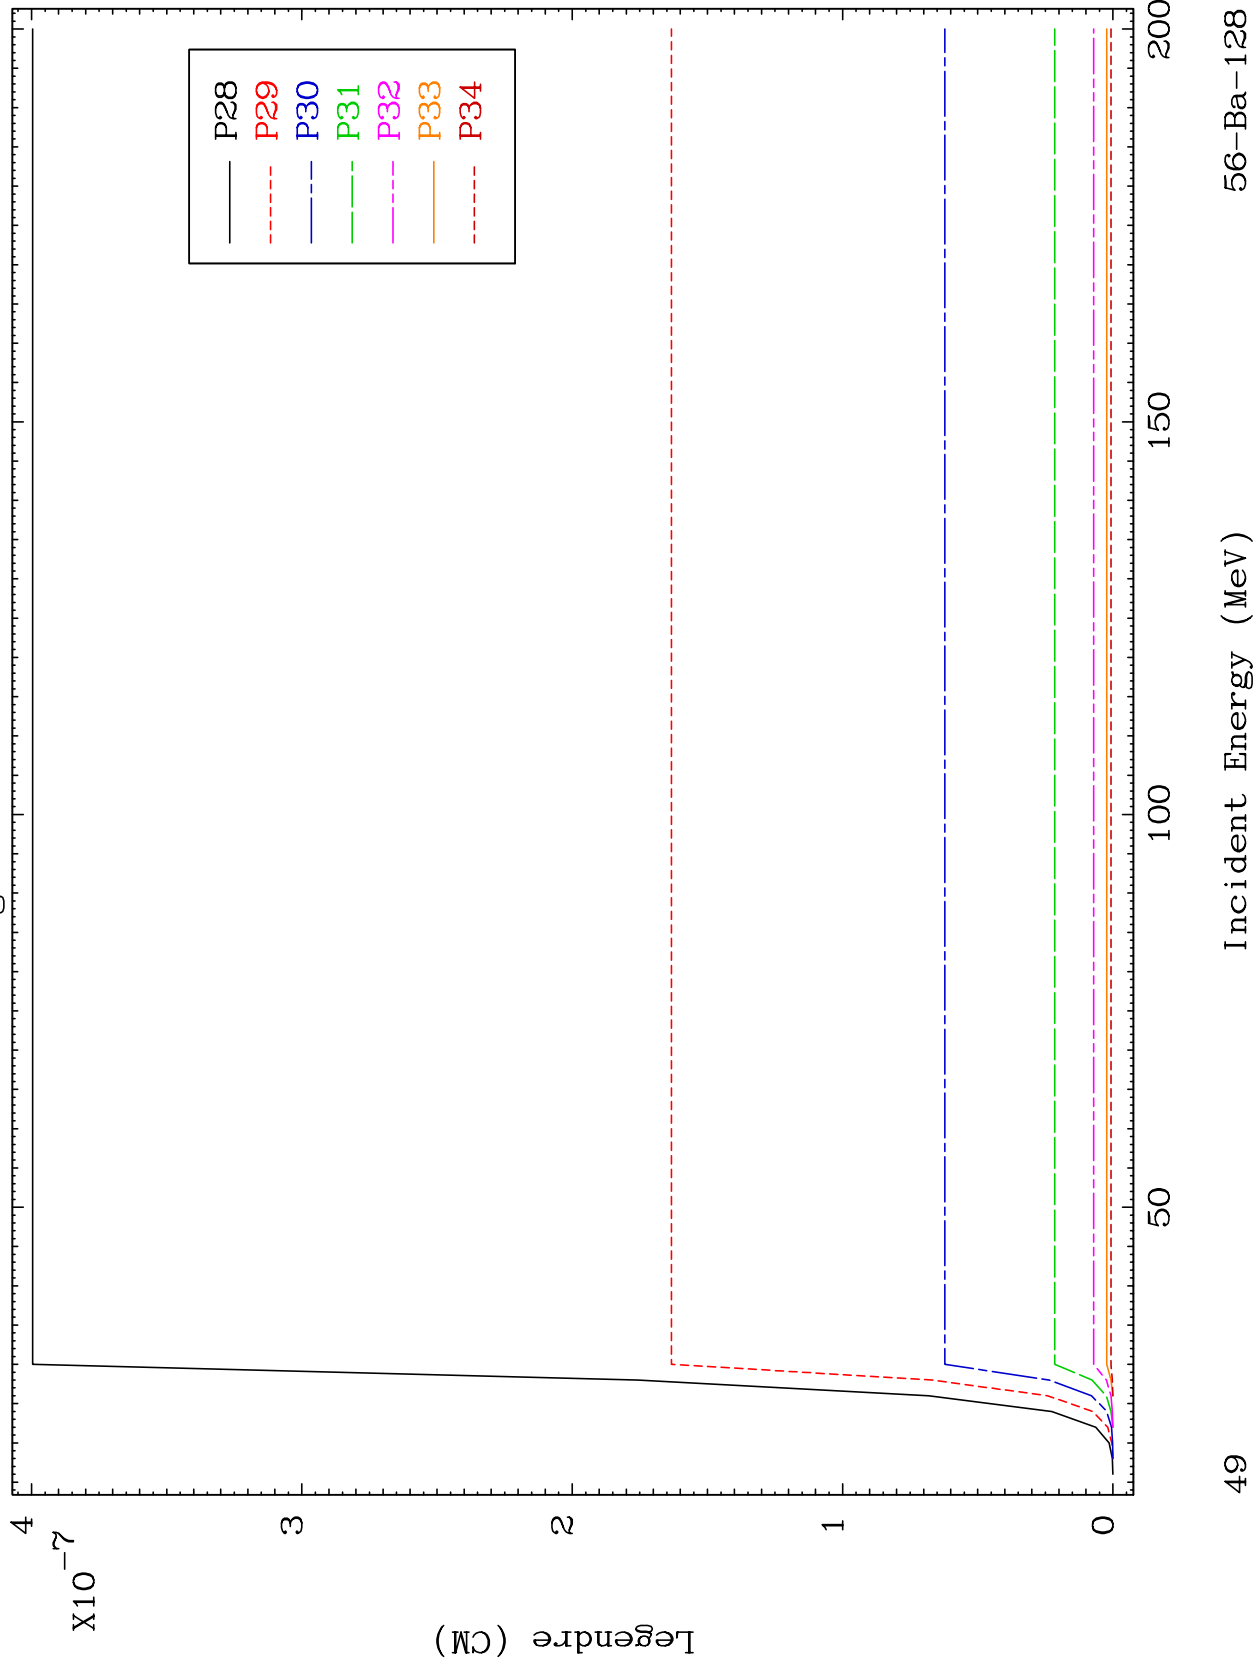 4
3
2
1
0
X10⁻⁷
Legendre (CM)
P28
P29
P30
P31
P32
P33
P34
50
100
150
200
49
Incident Energy (MeV)
56-Ba-128